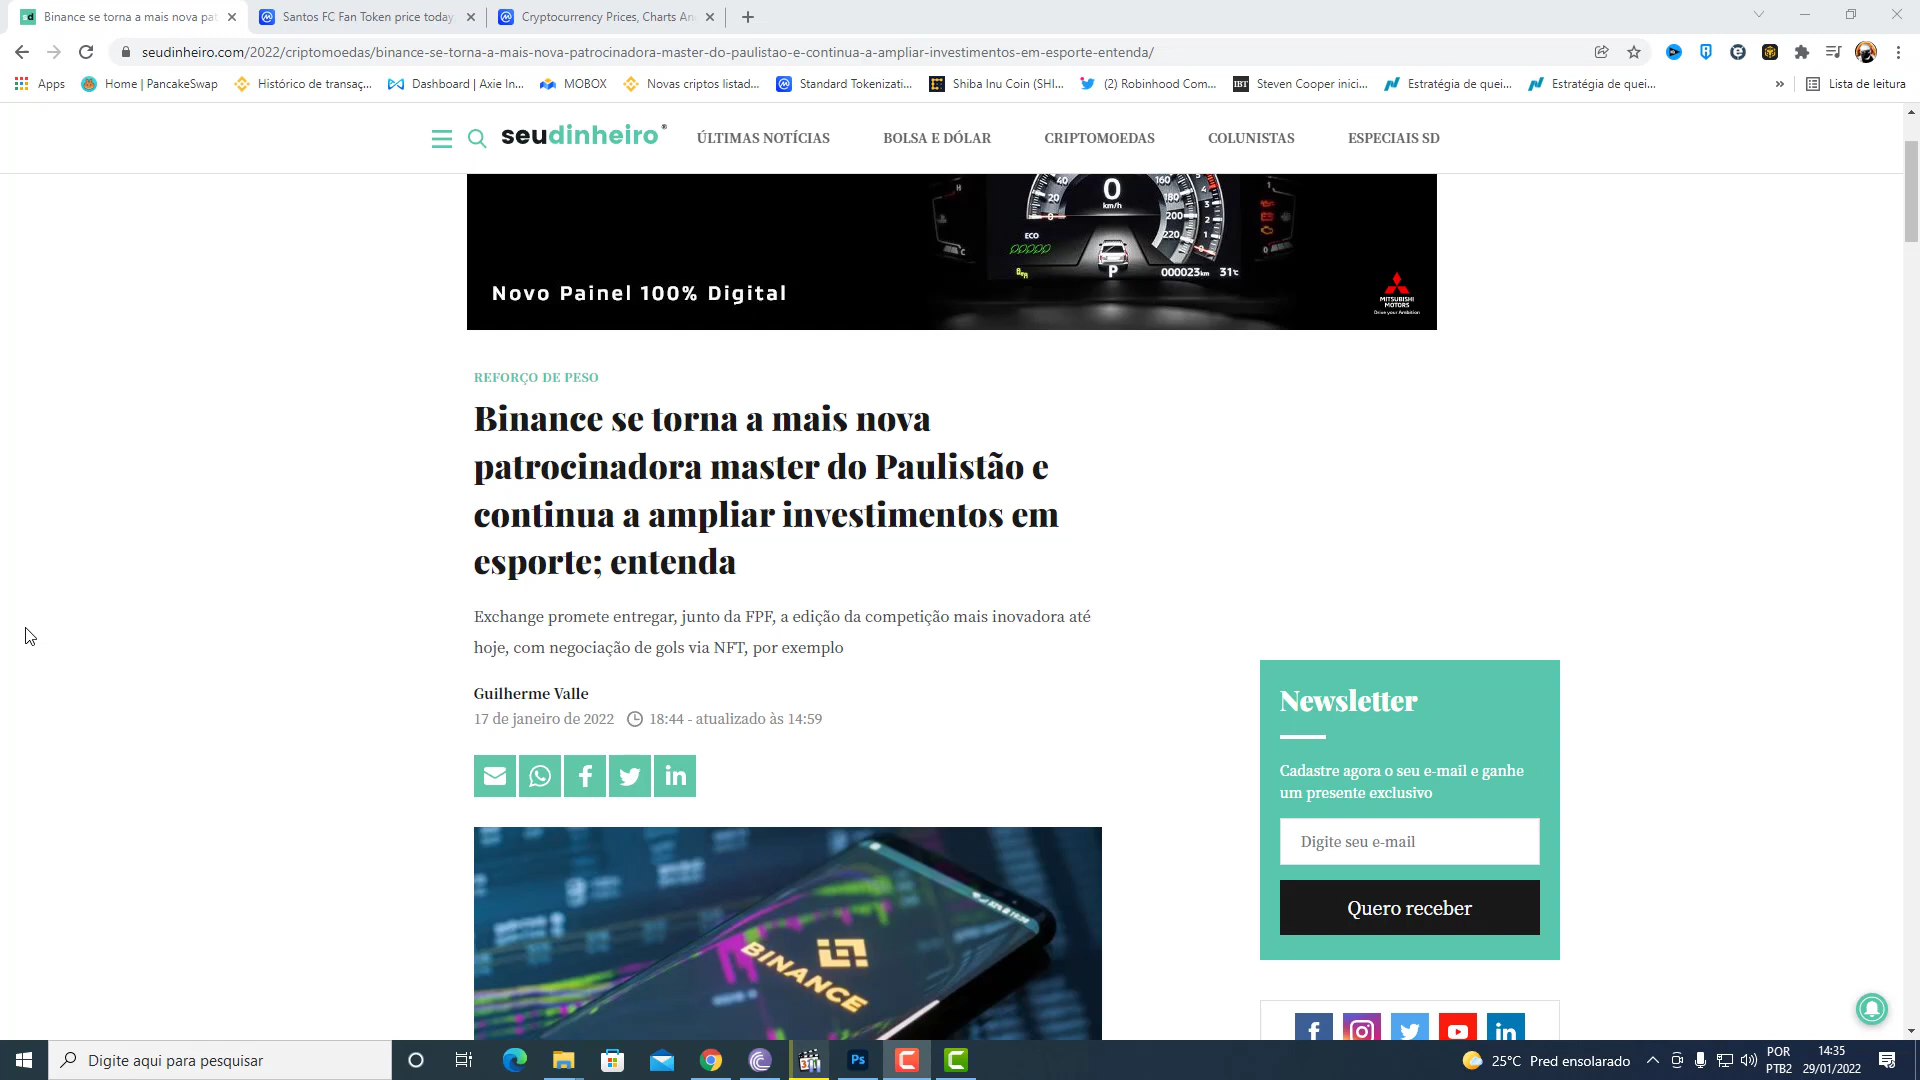 Binance se torna a mais nova pat
Santos FC Fan Token price today,
Cryptocurrency Prices, Charts An
seudinheiro.com/2022/criptomoedas/binance-se-torna-a-mais-nova-patrocinadora-master-do-paulistao-e-continua-a-ampliar-investimentos-em-esporte-entenda/
Apps
Home | PancakeSwap
Histórico de transaç...
Dashboard | Axie In...
MOBOX
Novas criptos listad...
Standard Tokenizati...
Shiba Inu Coin (SHI...
(2) Robinhood Com...
Steven Cooper inici...
Estratégia de quei...
Estratégia de quei...
»
Lista de leitura
seudinheiro
ÚLTIMAS NOTÍCIAS
BOLSA E DÓLAR
CRIPTOMOEDAS
COLUNISTAS
ESPECIAIS SD
0
km/h
ECO
P
000023km
31°c
Novo Painel 100% Digital
MITSUBISHI
MOTORS
Drive your Ambition
REFORÇO DE PESO
Binance se torna a mais nova
patrocinadora master do Paulistão e
continua a ampliar investimentos em
esporte; entenda
Exchange promete entregar, junto da FPF, a edição da competição mais inovadora até
hoje, com negociação de gols via NFT, por exemplo
Guilherme Valle
17 de janeiro de 2022 18:44 - atualizado às 14:59
BINANCE
Newsletter
Cadastre agora o seu e-mail e ganhe
um presente exclusivo
Digite seu e-mail
Quero receber
Digite aqui para pesquisar
25°C Pred ensolarado
POR
PTB2
14:35
29/01/2022